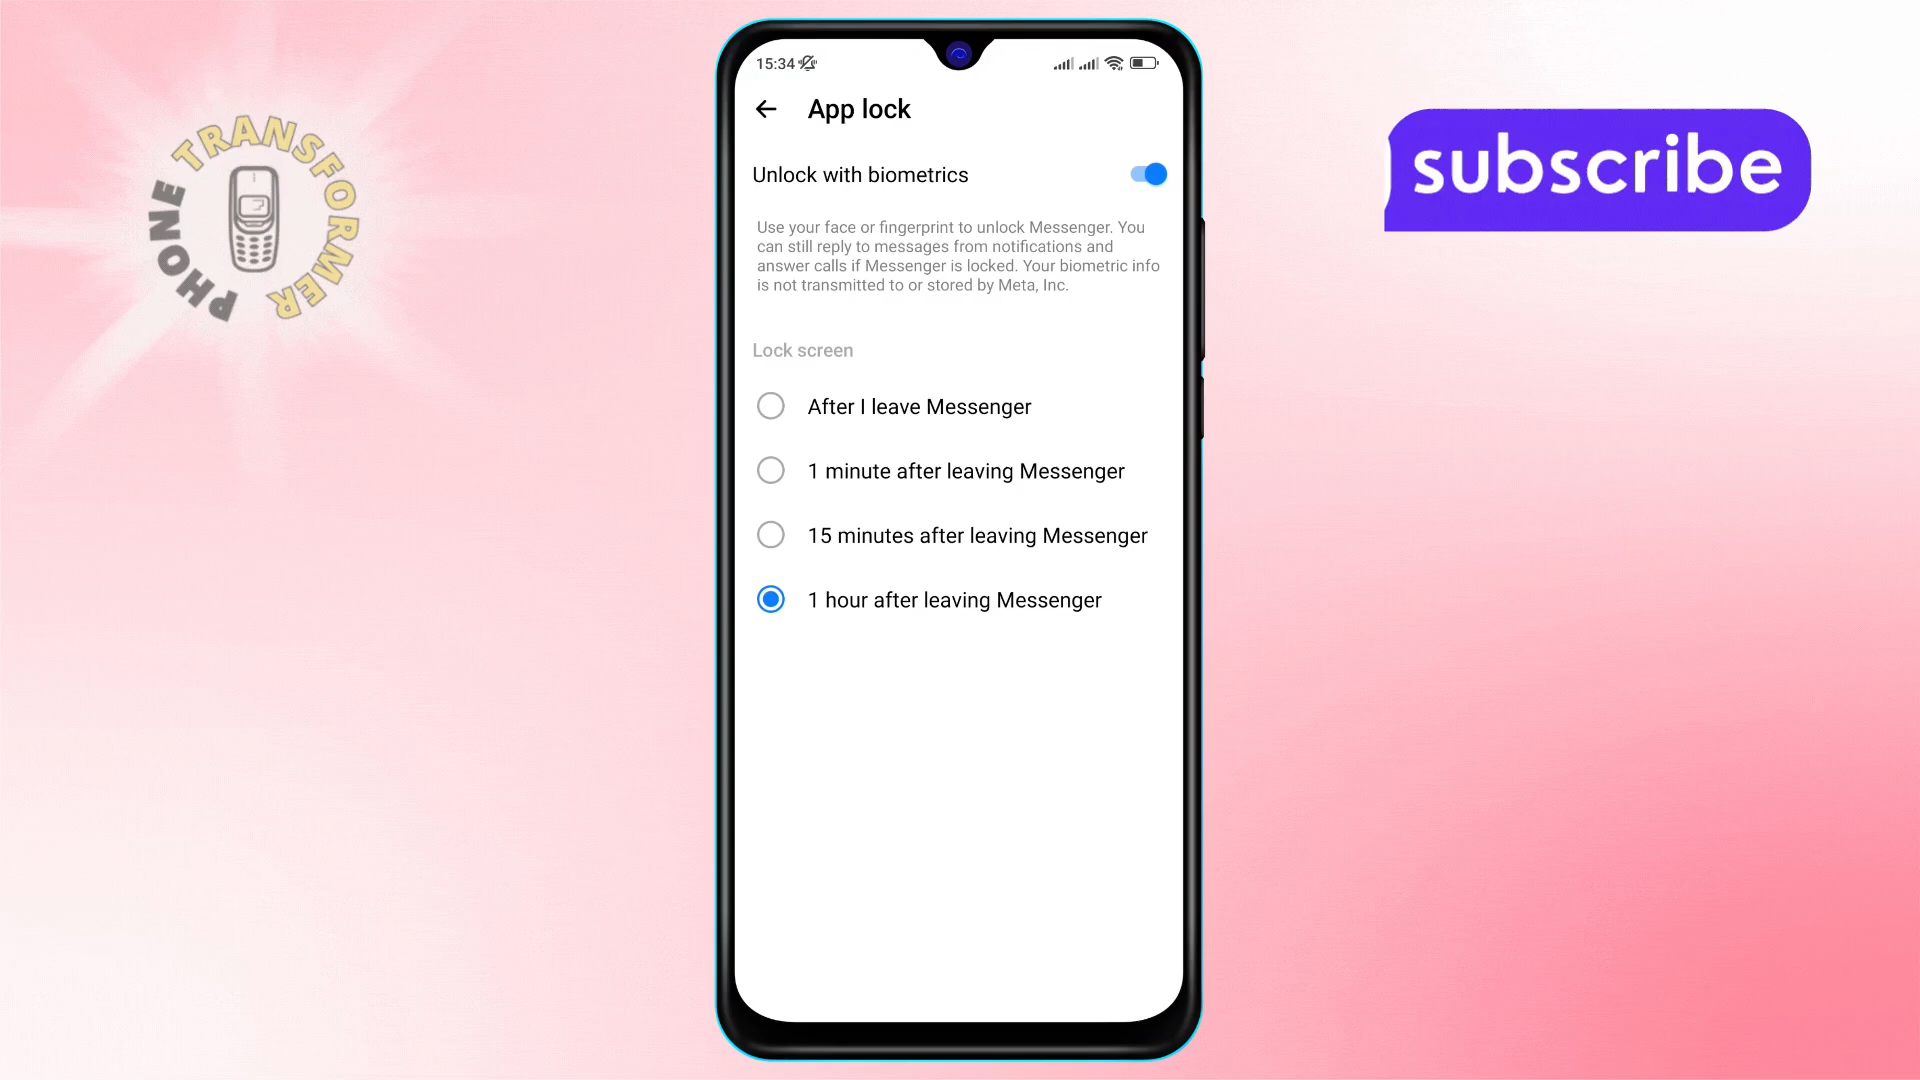 PHONE TRANSFORMER
15:34
App lock
Unlock with biometrics
Use your face or fingerprint to unlock Messenger. You
can still reply to messages from notifications and
answer calls if Messenger is locked. Your biometric info
is not transmitted to or stored by Meta, Inc.
Lock screen
After I leave Messenger
1 minute after leaving Messenger
15 minutes after leaving Messenger
1 hour after leaving Messenger
subscribe